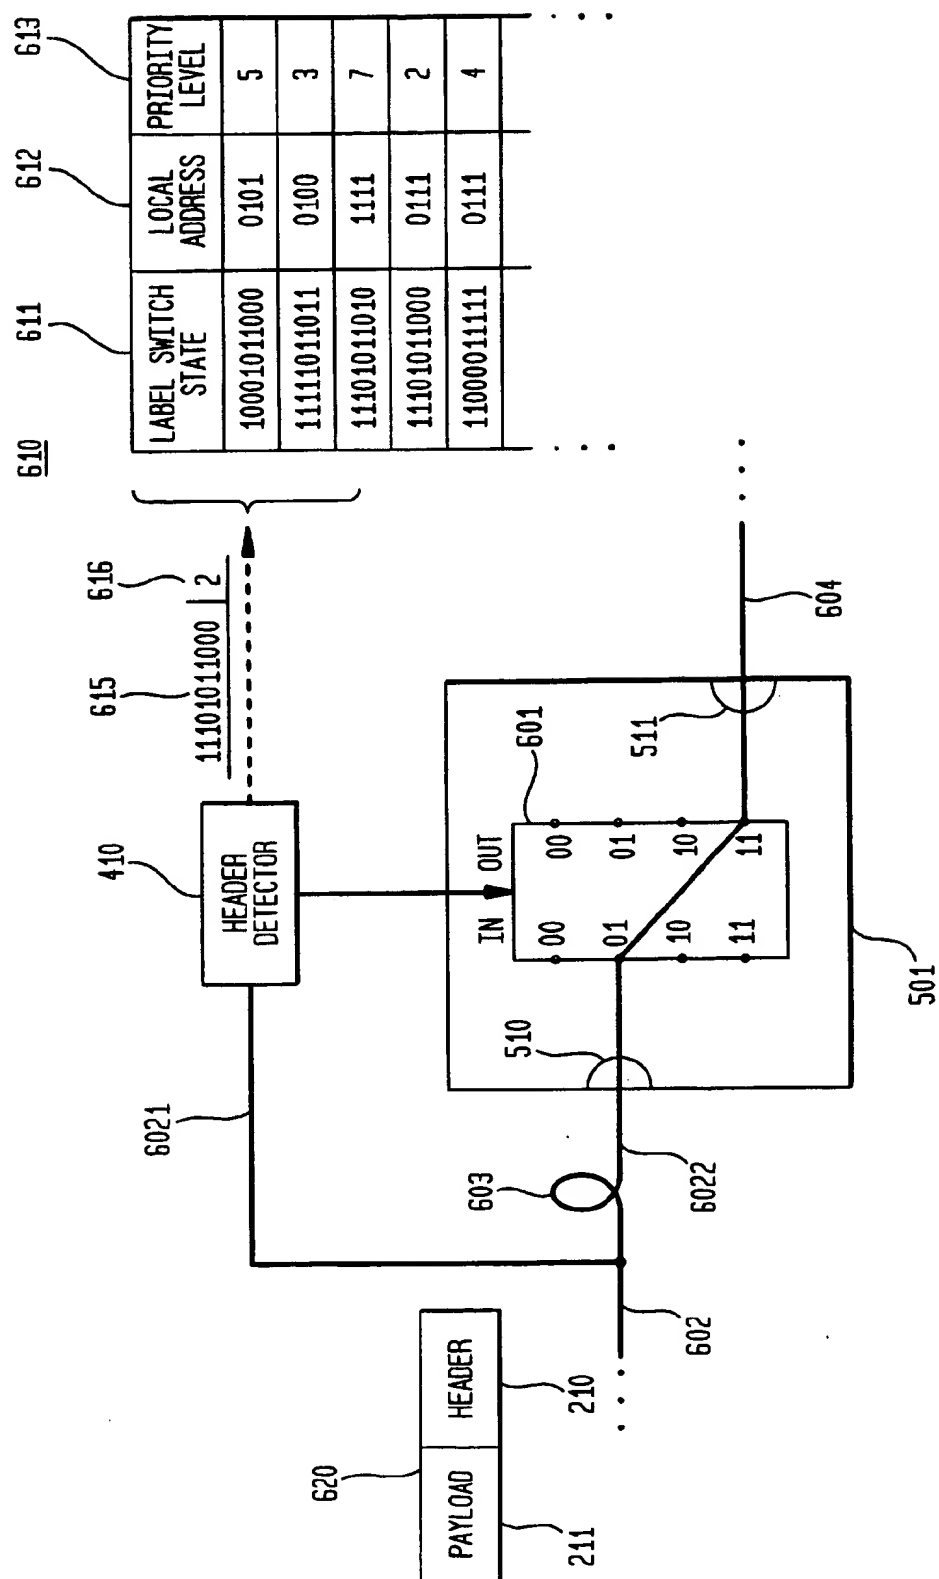 610
611
612
613
LABEL SWITCH STATE
LOCAL ADDRESS
PRIORITY LEVEL
10001011000 0101 5
11111011011 0100 3
11101011010 1111 7
11101011000 0111 2
11000011111 0111 4
615
616
11101011000 2
410
HEADER DETECTOR
6021
620
PAYLOAD HEADER
211
210
602
603
6022
510
IN OUT
601
00 00
01 01
10 10
11 11
511
501
604